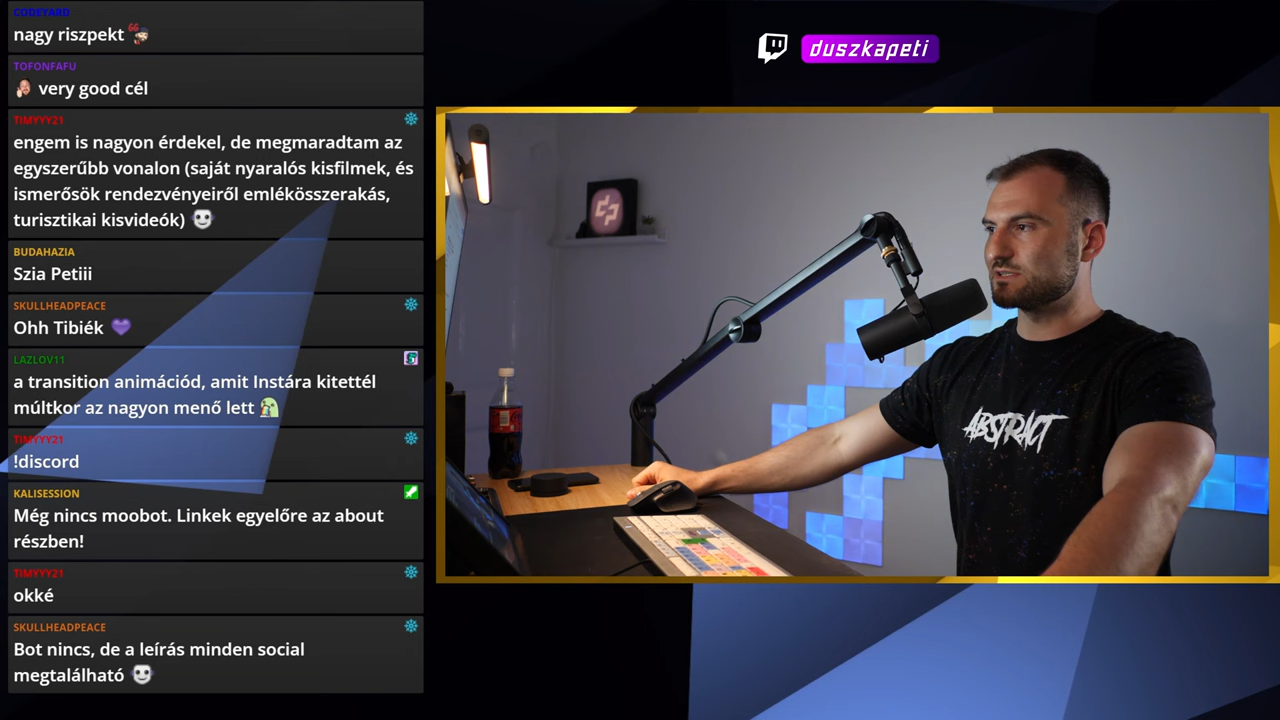 CODEYARD
nagy riszpekt
TOFONFAFU
very good cél
TIMYYY21
engem is nagyon érdekel, de megmaradtam az
egyszerűbb vonalon (saját nyaralós kisfilmek, és
ismerősök rendezvényeiről emlékösszerakás,
turisztikai kisvideók)
BUDAHAZIA
Szia Petiii
SKULLHEADPEACE
Ohh Tibiék
LAZLOV11
a transition animációd, amit Instára kitettél
múltkor az nagyon menő lett
TIMYYY21
!discord
KALISESSION
Még nincs moobot. Linkek egyelőre az about
részben!
TIMYYY21
okké
SKULLHEADPEACE
Bot nincs, de a leírás minden social
megtalálható
duszkapeti
ABSTRACT